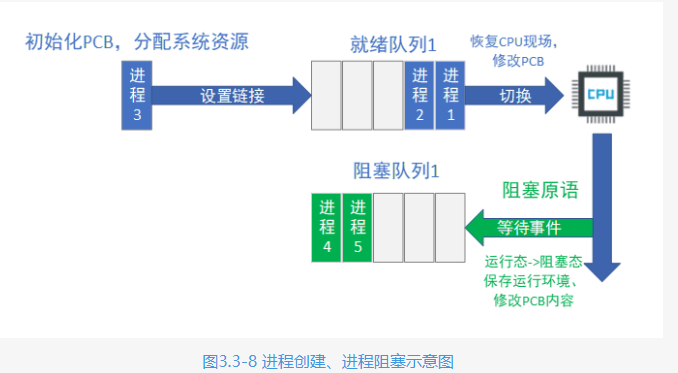 初始化PCB，分配系统资源
就绪队列1
恢复CPU现场，
修改PCB
进程3
设置链接
进程2
进程1
切换
CPU
阻塞队列1
阻塞原语
进程4
进程5
等待事件
运行态->阻塞态
保存运行环境、
修改PCB内容
图3.3-8 进程创建、进程阻塞示意图